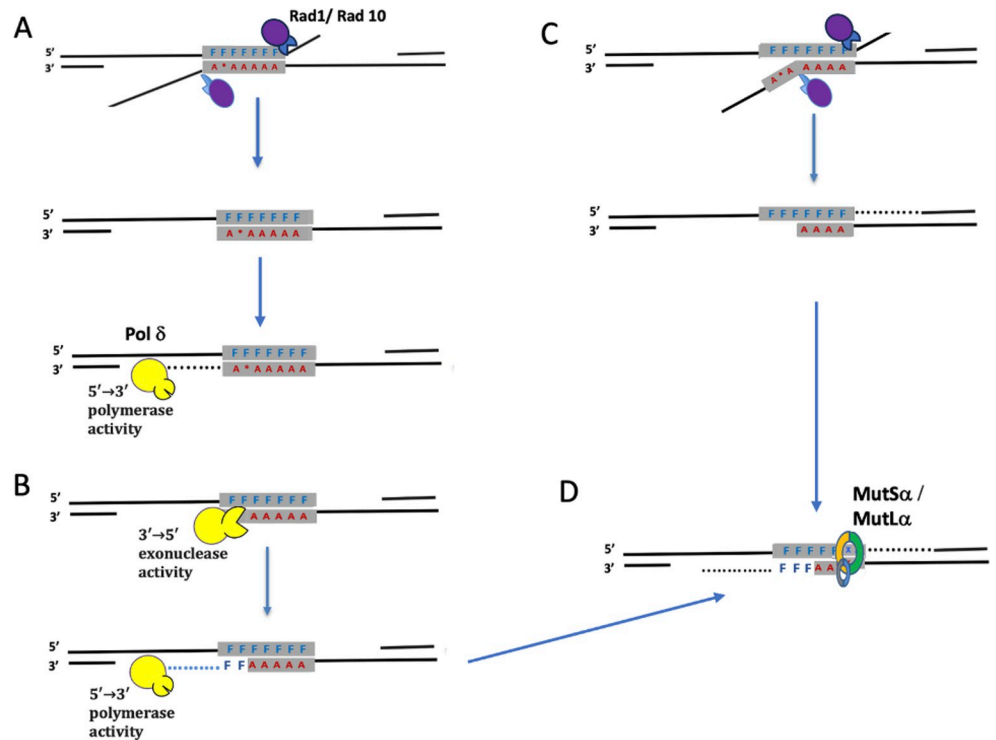 A
Rad1/ Rad 10
5′
F F F F F F F
3′
A * A A A A A
5′
F F F F F F F
3′
A * A A A A A
Pol δ
5′
F F F F F F F
3′
A * A A A A A
5′→3′
polymerase
activity
B
5′
F F F F F F F
3′
A A A A A
3′→5′
exonuclease
activity
5′
F F F F F F F
3′
F F A A A A A
5′→3′
polymerase
activity
C
5′
F F F F F F F
3′
A * A A A A A
5′
F F F F F F F
3′
A A A A
D
MutSα /
MutLα
5′
F F F F F X
3′
F F F A A